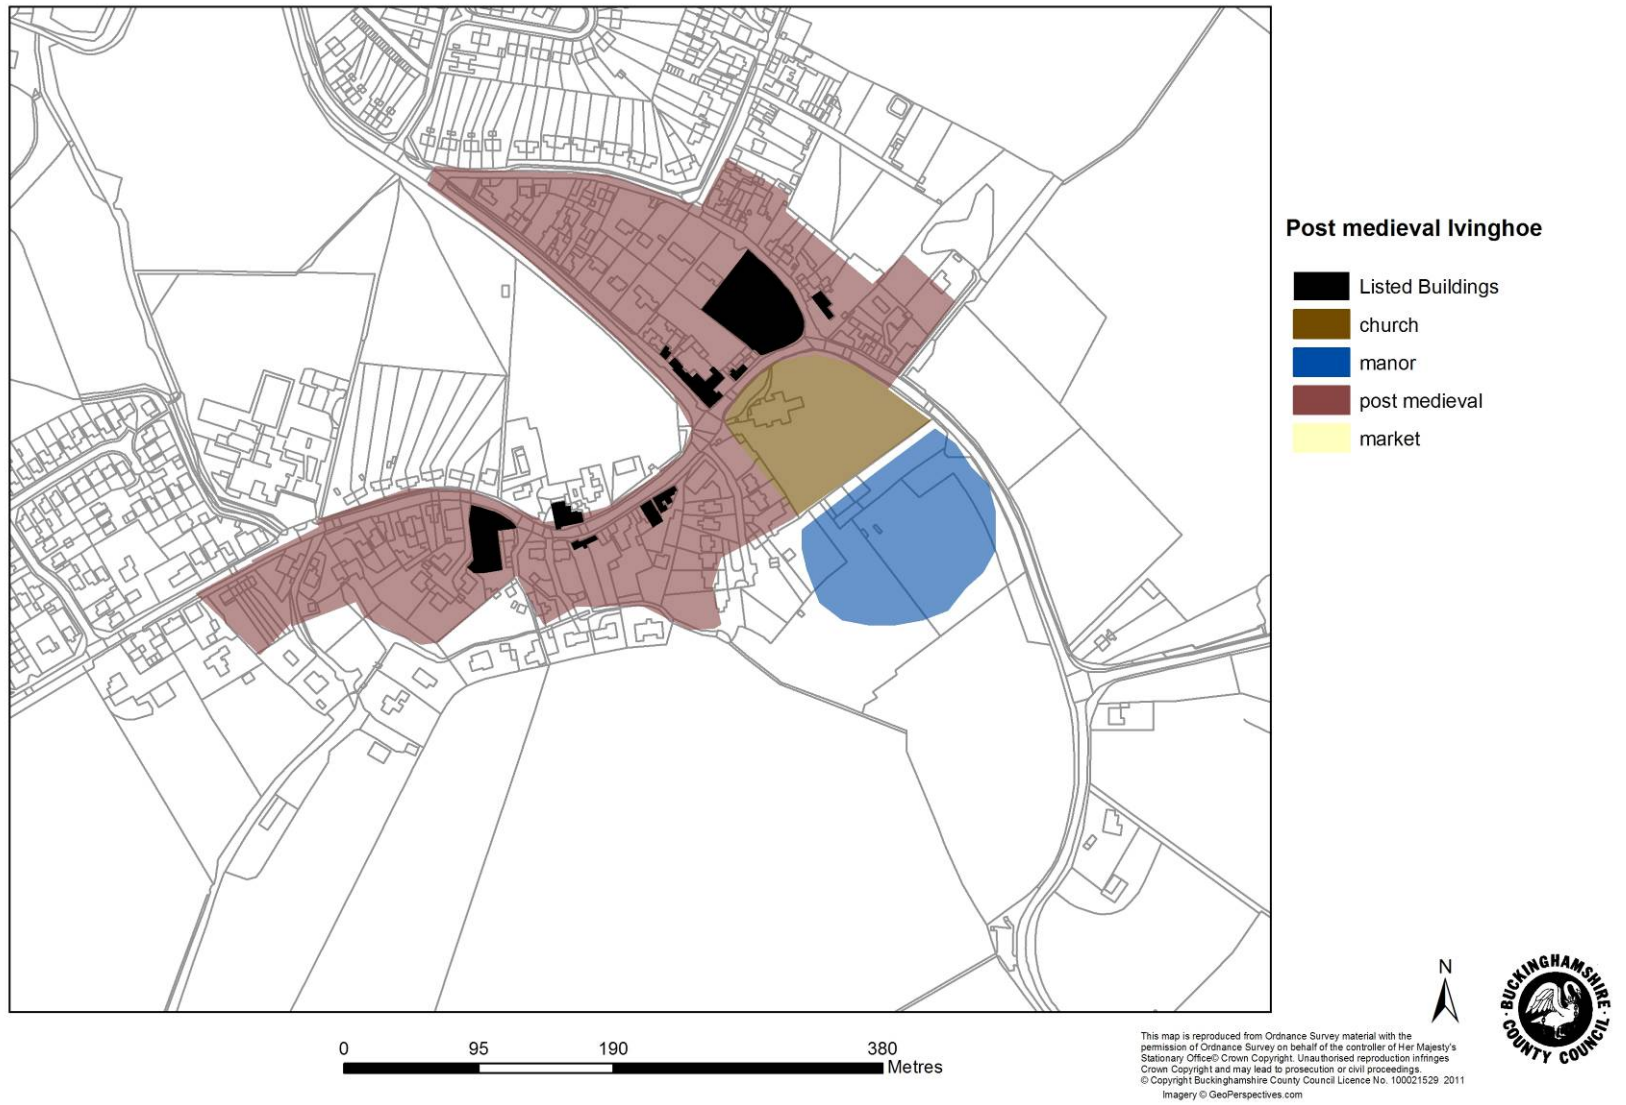 Post medieval Ivinghoe
Listed Buildings
church
manor
post medieval
market
N
BUCKINGHAMSHIRE
· COUNTY COUNCIL ·
0 95 190 380
Metres
This map is reproduced from Ordnance Survey material with the
permission of Ordnance Survey on behalf of the controller of Her Majesty's
Stationary Office© Crown Copyright. Unauthorised reproduction infringes
Crown Copyright and may lead to prosecution or civil proceedings.
© Copyright Buckinghamshire County Council Licence No. 100021529 2011
Imagery © GeoPerspectives.com